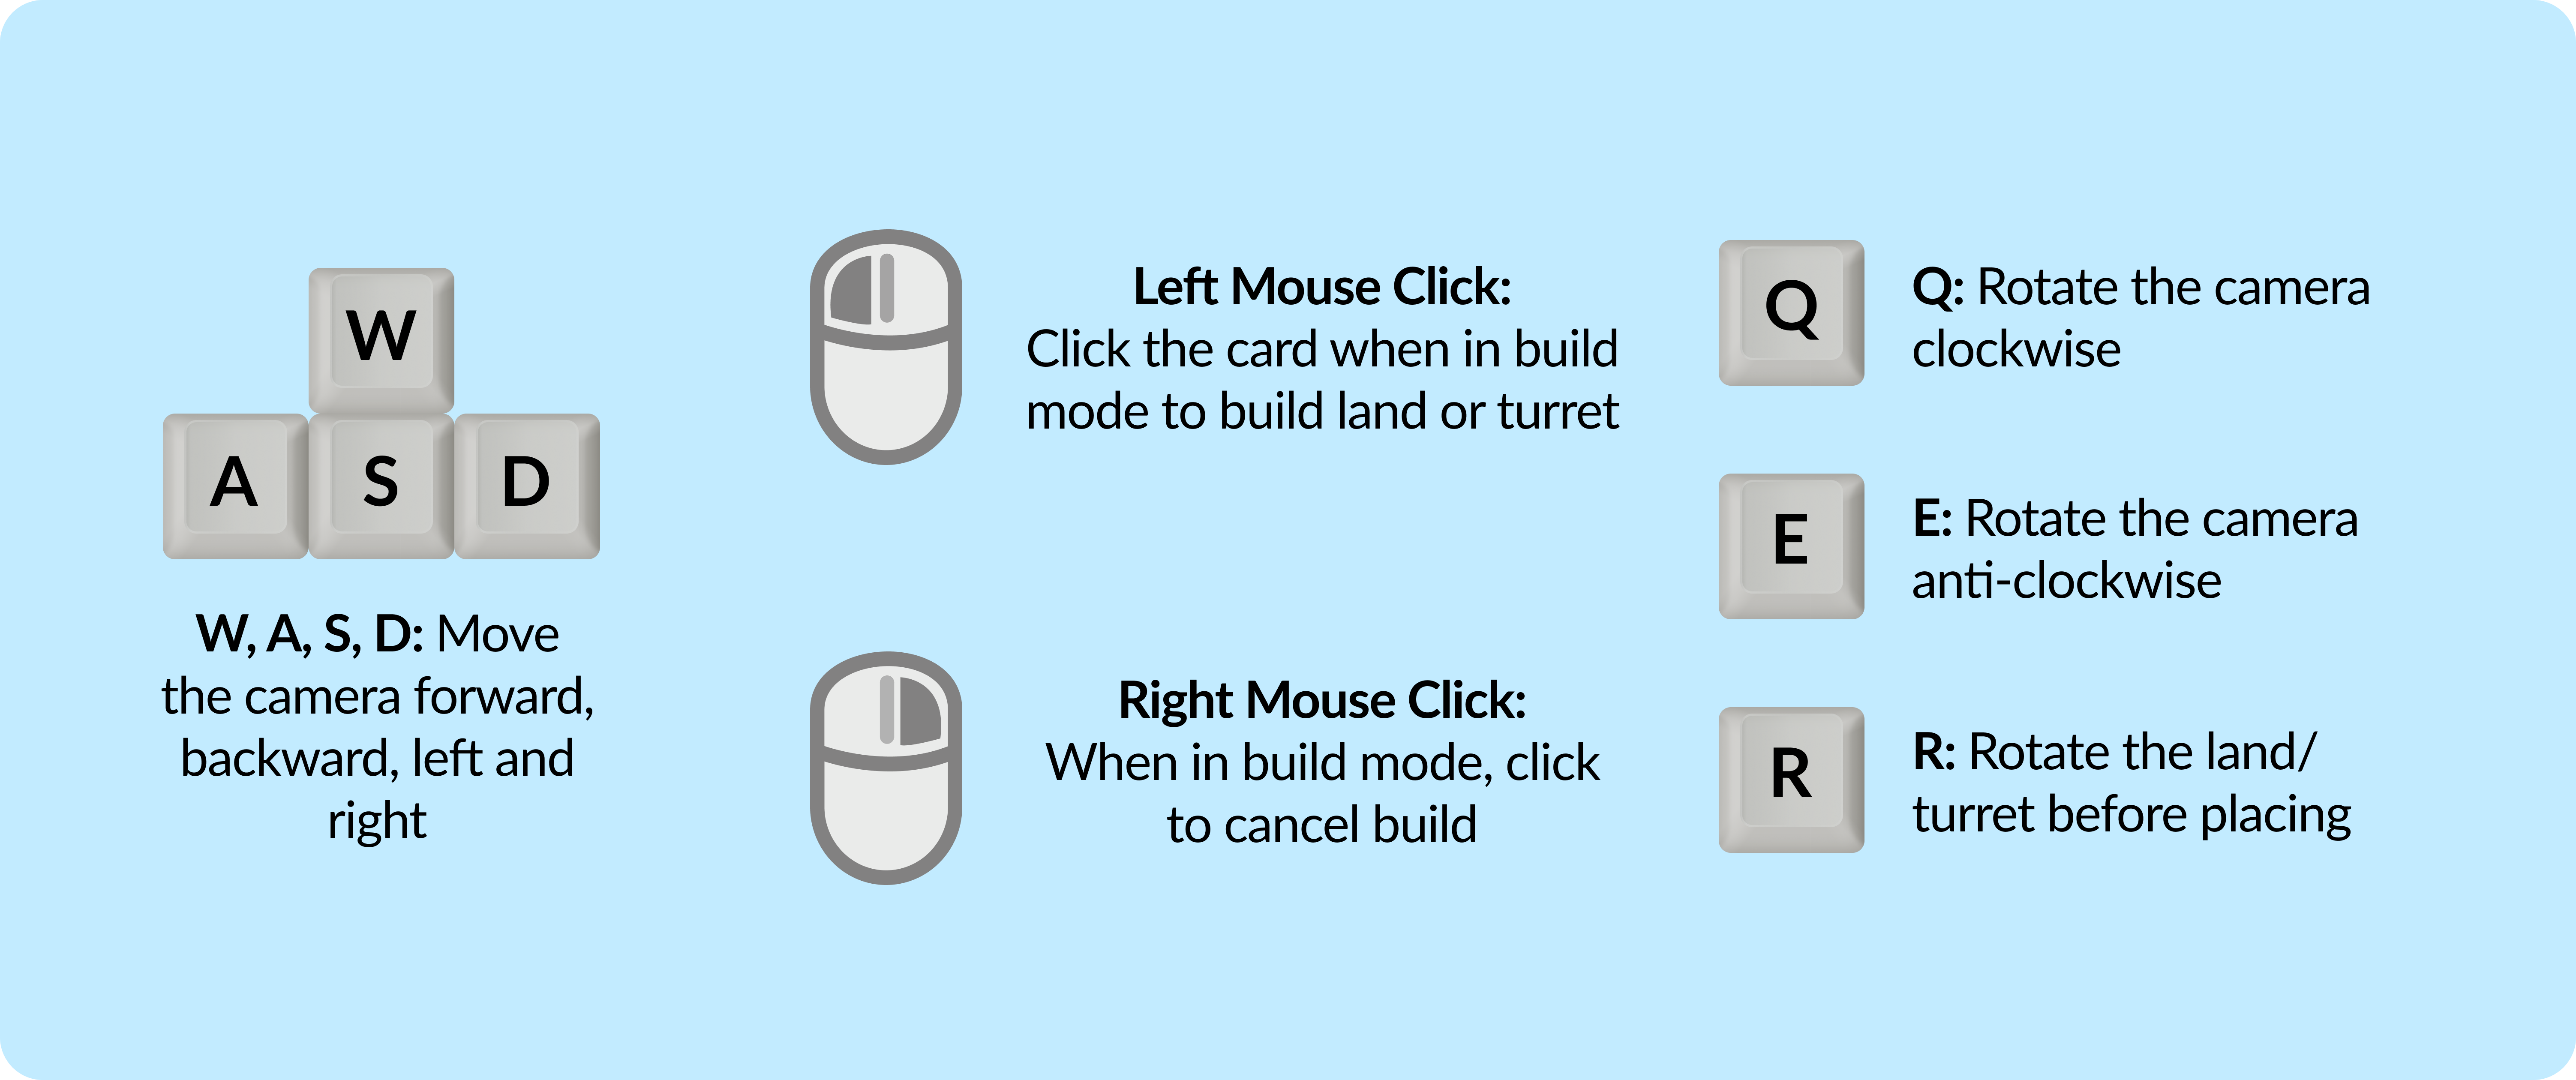 W
A S D
W, A, S, D: Move
the camera forward,
backward, left and
right
Left Mouse Click:
Click the card when in build
mode to build land or turret
Right Mouse Click:
When in build mode, click
to cancel build
Q
Q: Rotate the camera
clockwise
E
E: Rotate the camera
anti-clockwise
R
R: Rotate the land/
turret before placing